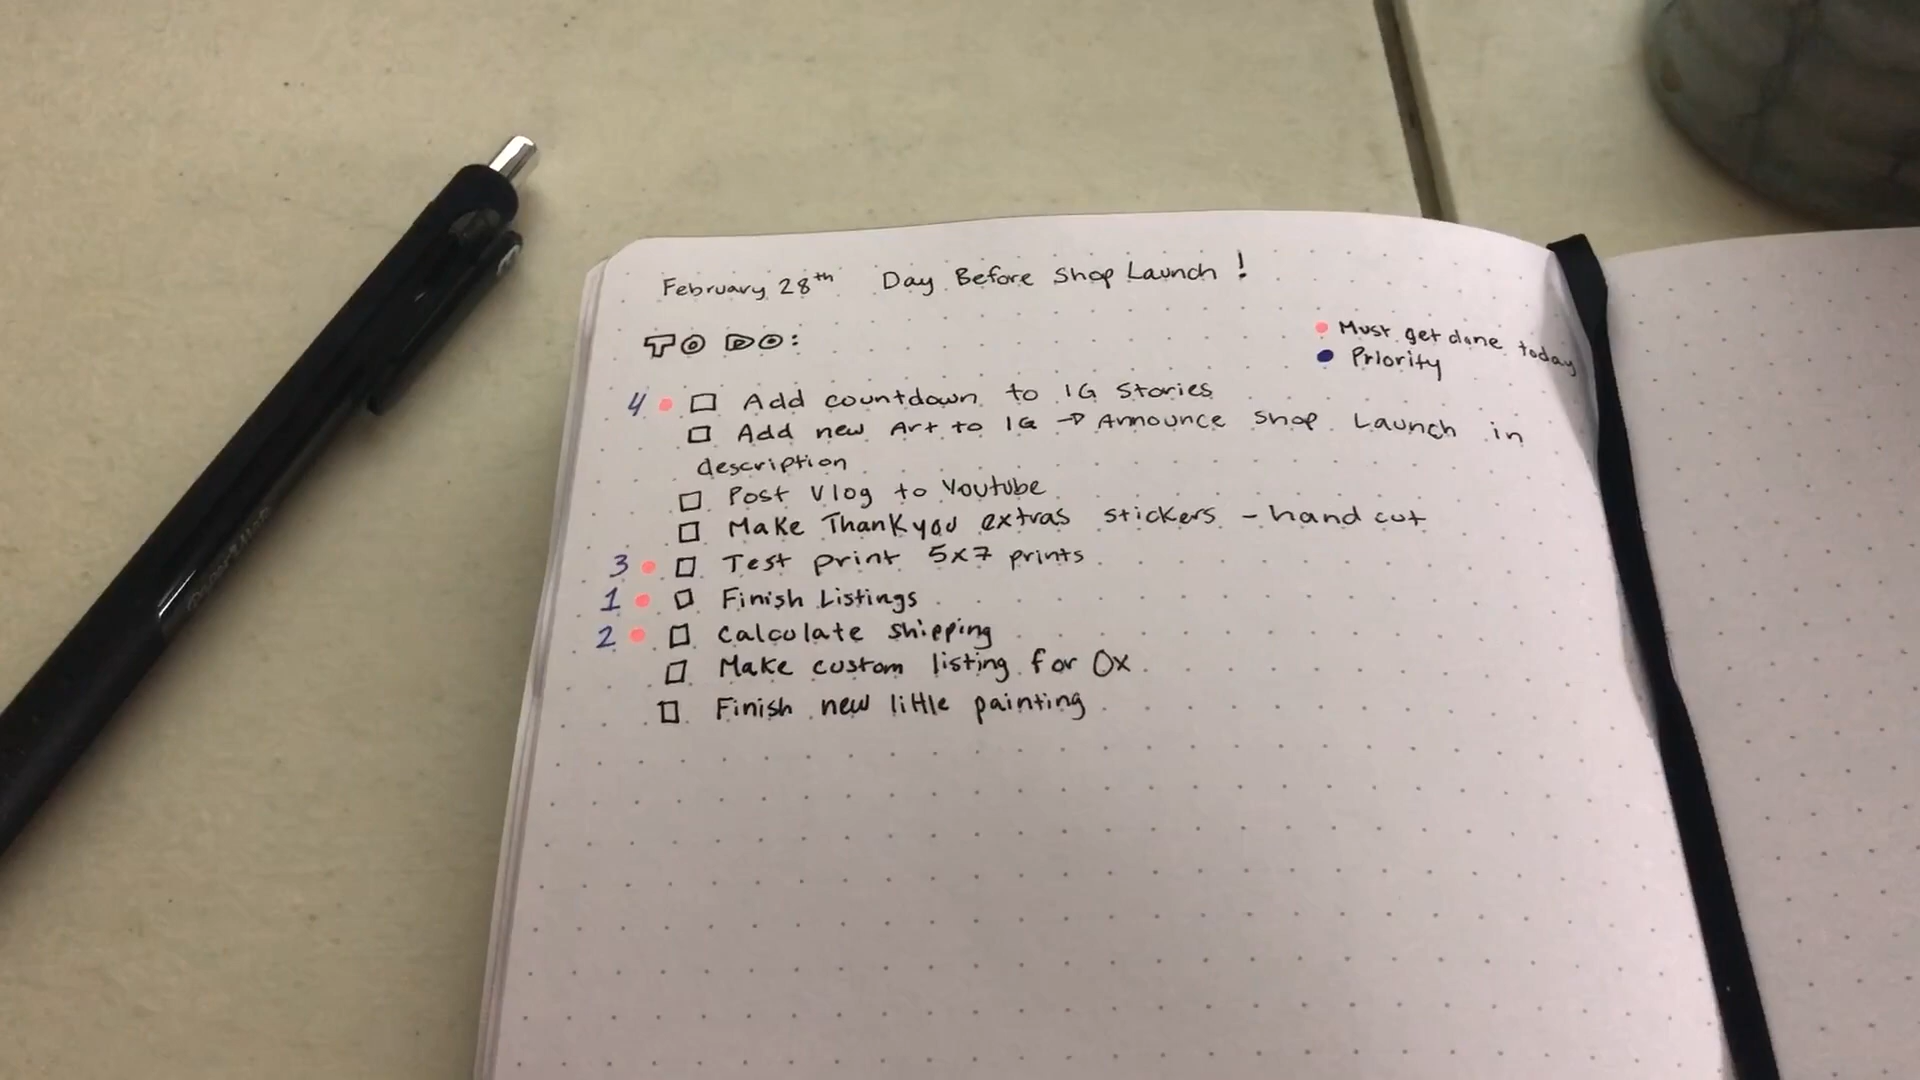 February 28th Day Before Shop Launch!
TO DO:
Must get done today
Priority
4 Add countdown to IG Stories
Add new Art to IG → Announce shop Launch in
description
Post Vlog to Youtube
Make Thank you extras stickers - hand cut
3 Test print 5x7 prints
1 Finish Listings
2 Calculate shipping
Make custom listing for Ox
Finish new little painting